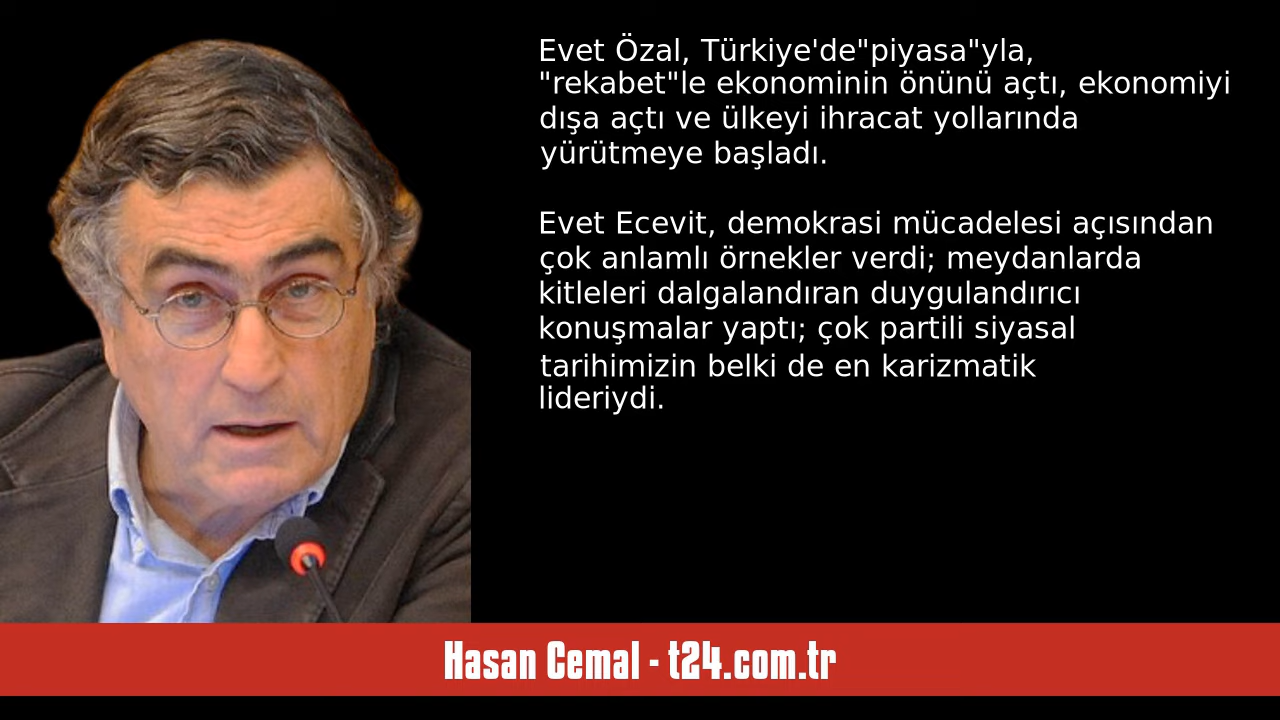 Evet Özal, Türkiye'de"piyasa"yla,
"rekabet"le ekonominin önünü açtı, ekonomiyi
dışa açtı ve ülkeyi ihracat yollarında
yürütmeye başladı.
Evet Ecevit, demokrasi mücadelesi açısından
çok anlamlı örnekler verdi; meydanlarda
kitleleri dalgalandıran duygulandırıcı
konuşmalar yaptı; çok partili siyasal
tarihimizin belki de en karizmatik
lideriydi.
Hasan Cemal - t24.com.tr